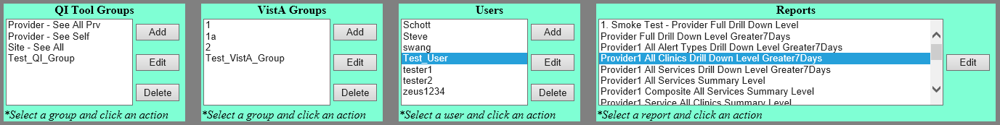 QI Tool Groups
Provider - See All Prv
Provider - See Self
Site - See All
Test_QI_Group
Add
Edit
Delete
*Select a group and click an action
VistA Groups
1
1a
2
Test_VistA_Group
Add
Edit
Delete
*Select a group and click an action
Users
Schott
Steve
swang
Test_User
tester1
tester2
zeus1234
Add
Edit
Delete
*Select a user and click an action
Reports
1. Smoke Test - Provider Full Drill Down Level
Provider Full Drill Down Level Greater7Days
Provider1 All Alert Types Drill Down Level Greater7Days
Provider1 All Clinics Drill Down Level Greater7Days
Provider1 All Services Drill Down Level Greater7Days
Provider1 All Services Summary Level
Provider1 Composite All Services Summary Level
Provider1 Service All Clinics Summary Level
Edit
*Select a report and click an action